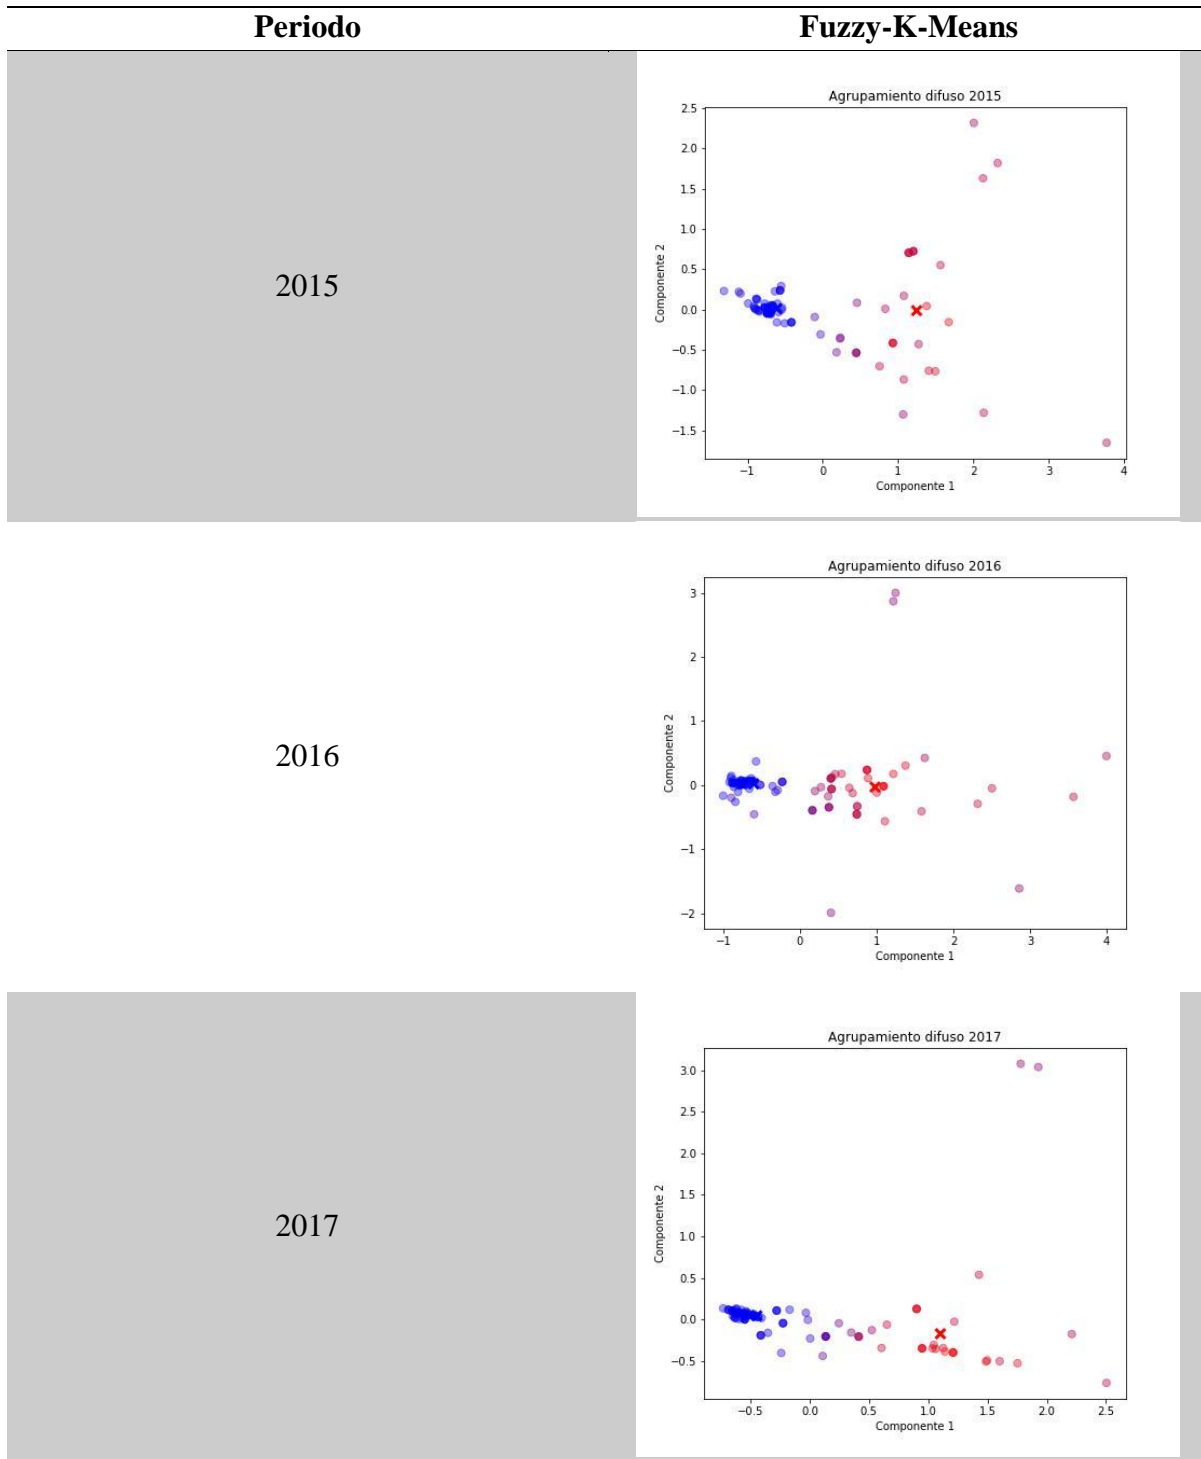 Periodo Fuzzy-K-Means
2015
Agrupamiento difuso 2015
Componente 2
2.5
2.0
1.5
1.0
0.5
0.0
−0.5
−1.0
−1.5
−1 0 1 2 3 4
Componente 1
2016
Agrupamiento difuso 2016
Componente 2
3
2
1
0
−1
−2
−1 0 1 2 3 4
Componente 1
2017
Agrupamiento difuso 2017
Componente 2
3.0
2.5
2.0
1.5
1.0
0.5
0.0
−0.5
−0.5 0.0 0.5 1.0 1.5 2.0 2.5
Componente 1